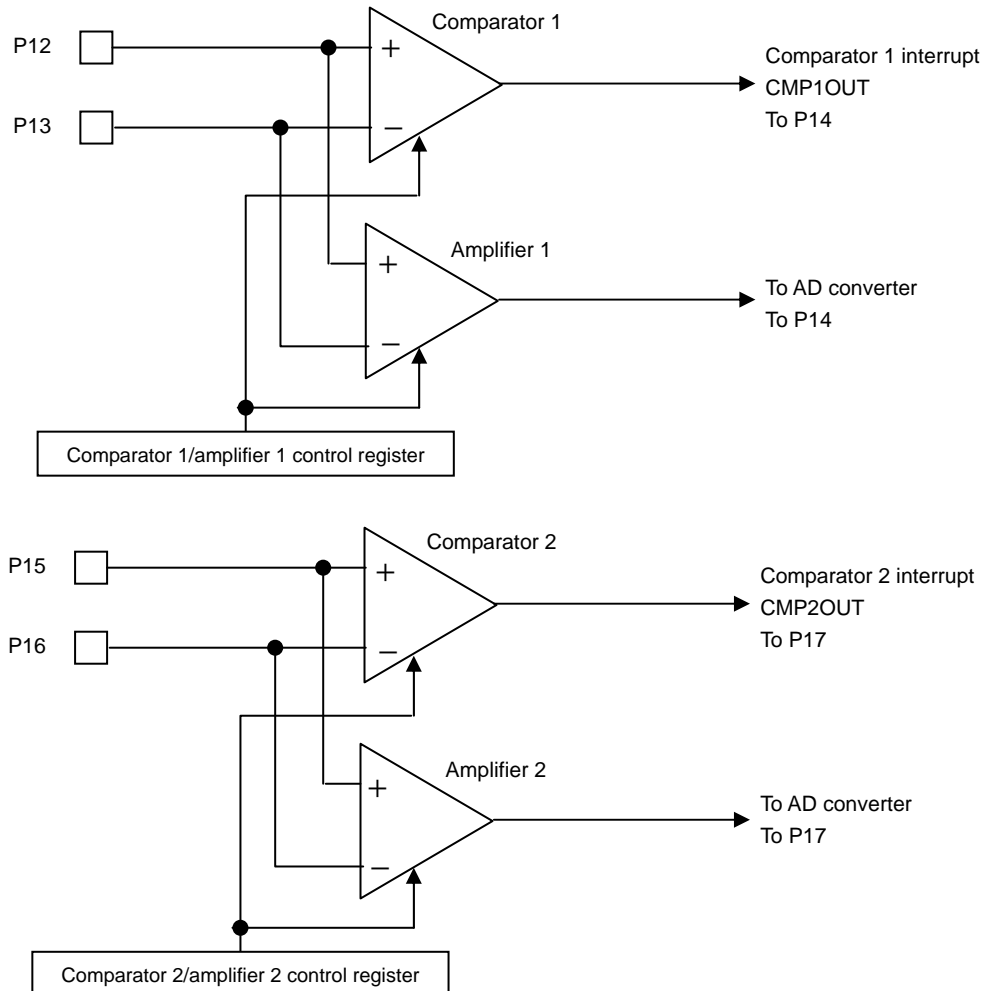 Comparator 1
P12
+
Comparator 1 interrupt
CMP1OUT
To P14
P13
−
Amplifier 1
+
To AD converter
To P14
−
Comparator 1/amplifier 1 control register
Comparator 2
P15
+
Comparator 2 interrupt
CMP2OUT
To P17
P16
−
Amplifier 2
+
To AD converter
To P17
−
Comparator 2/amplifier 2 control register